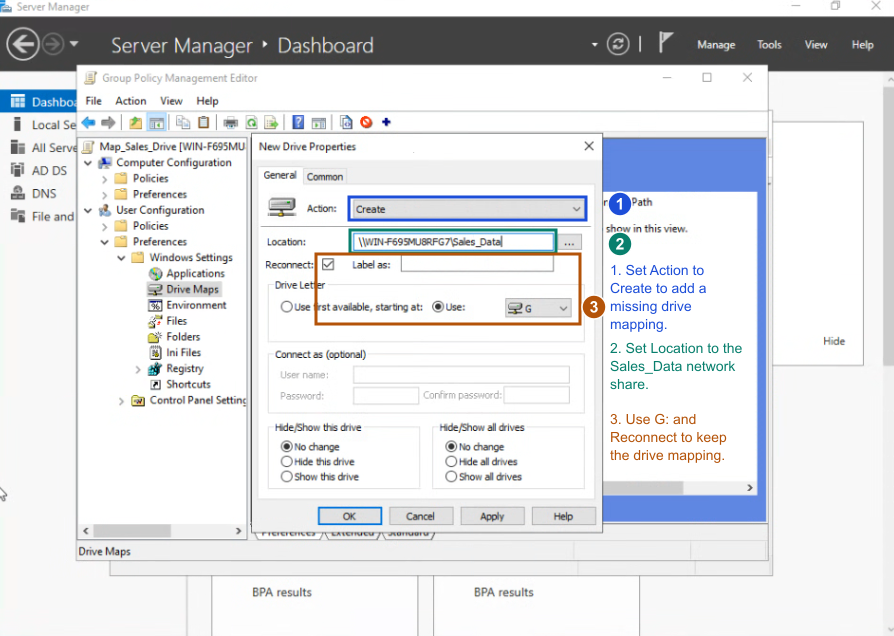 Server Manager
Server Manager • Dashboard
Manage Tools View Help
Group Policy Management Editor
File Action View Help
Dashboa
Local Se
All Serve
AD DS
DNS
File and
Map_Sales_Drive [WIN-F695MU
Computer Configuration
Policies
Preferences
User Configuration
Policies
Preferences
Windows Settings
Applications
Drive Maps
Environment
Files
Folders
Ini Files
Registry
Shortcuts
Control Panel Setting
New Drive Properties
General Common
Action: Create
Location: \\WIN-F695MU8RFG7\Sales_Data ...
Reconnect: Label as:
Drive Letter
Use first available, starting at: Use: G
Connect as (optional)
User name:
Password: Confirm password:
Hide/Show this drive
No change
Hide this drive
Show this drive
Hide/Show all drives
No change
Hide all drives
Show all drives
OK Cancel Apply Help
Path
show in this view.
1
2
3
1. Set Action to
Create to add a
missing drive
mapping.
2. Set Location to the
Sales_Data network
share.
3. Use G: and
Reconnect to keep
the drive mapping.
Hide
Preferences Extended Standard
Drive Maps
BPA results
BPA results